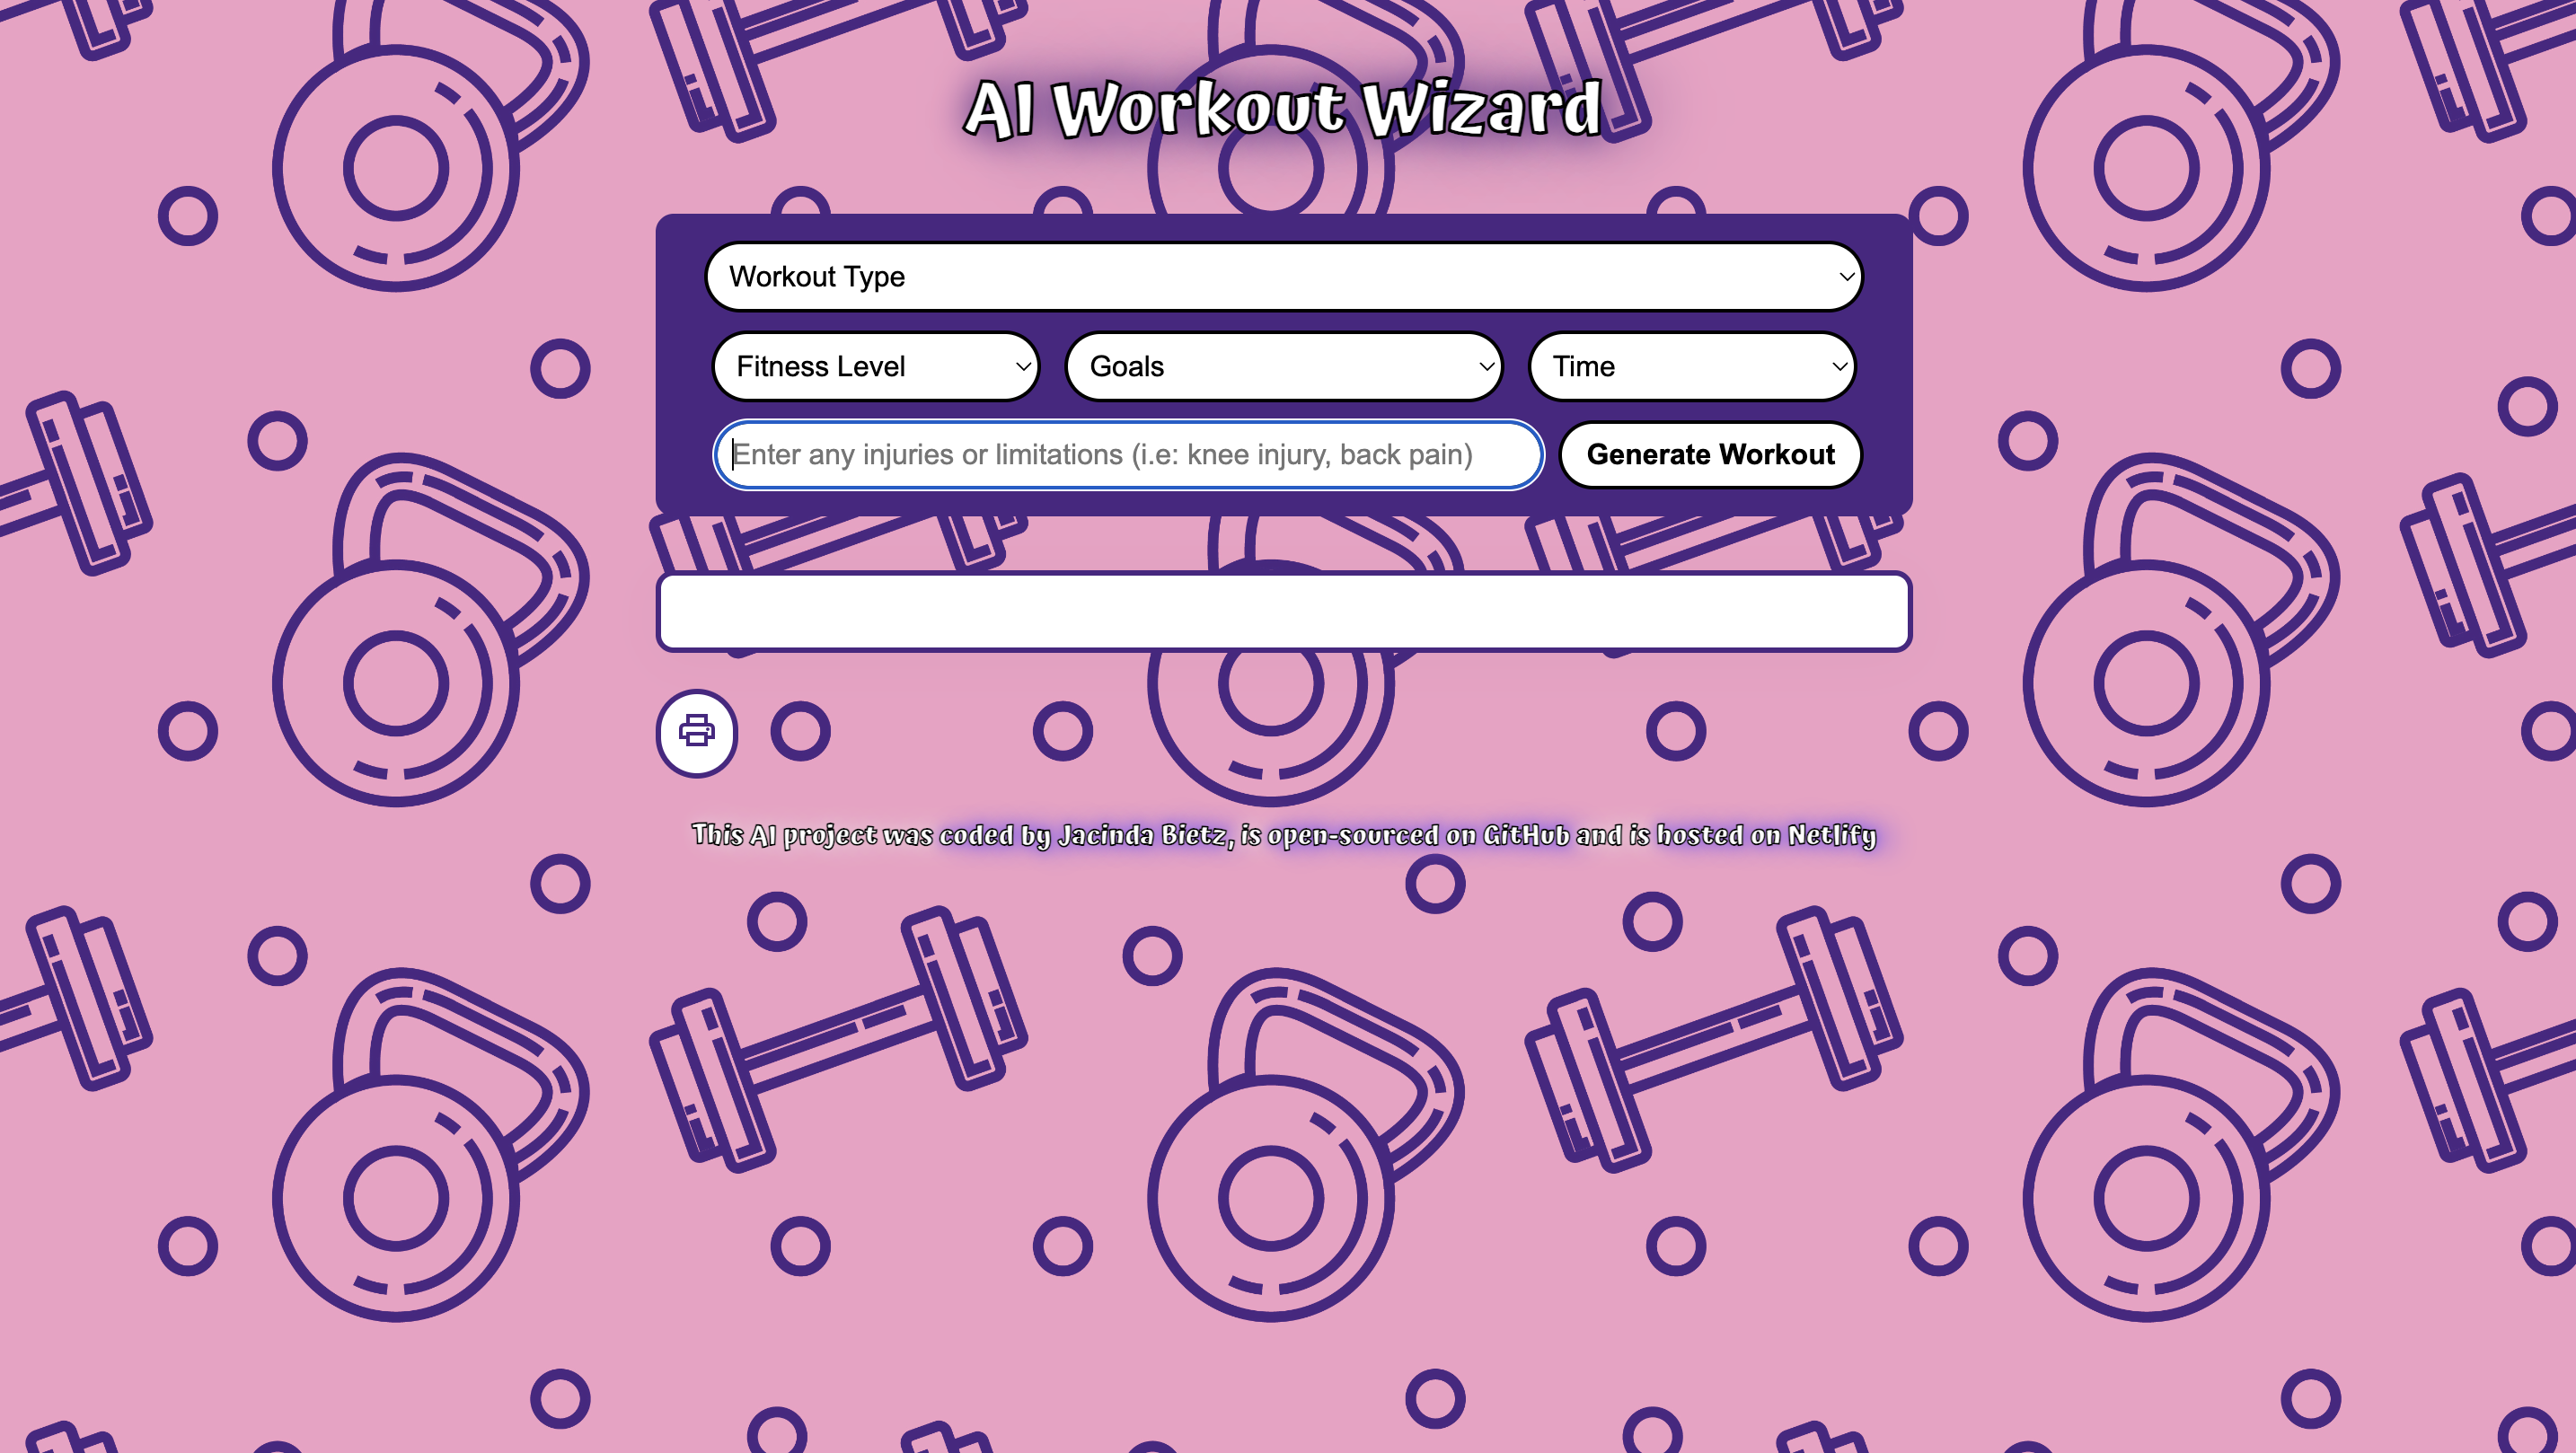 AI Workout Wizard
Workout Type
Fitness Level Goals Time
Enter any injuries or limitations (i.e: knee injury, back pain) Generate Workout
This AI project was coded by Jacinda Bietz, is open-sourced on GitHub and is hosted on Netlify